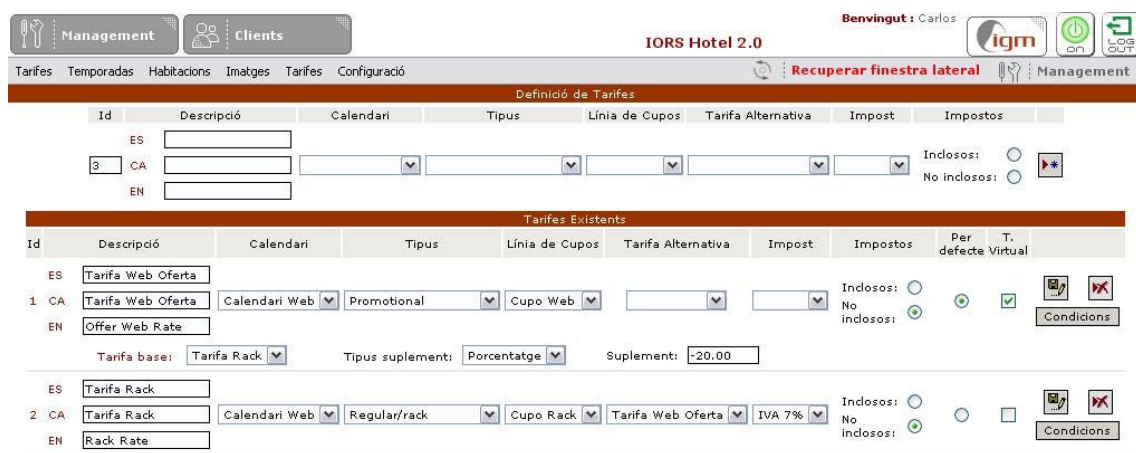 Benvingut : Carlos
Management Clients
IORS Hotel 2.0
igm
on
LOG OUT
Tarifes Temporadas Habitacions Imatges Tarifes Configuració
Recuperar finestra lateral Management
Definició de Tarifes
Id Descripció Calendari Tipus Línia de Cupos Tarifa Alternativa Impost Impostos
ES
3 CA
EN
Inclosos:
No inclosos:
Tarifes Existents
Id Descripció Calendari Tipus Línia de Cupos Tarifa Alternativa Impost Impostos Per defecte T. Virtual
ES Tarifa Web Oferta
1 CA Tarifa Web Oferta Calendari Web Promotional Cupo Web
EN Offer Web Rate
Inclosos:
No inclosos:
Condicions
Tarifa base: Tarifa Rack Tipus suplement: Porcentatge Suplement: -20.00
ES Tarifa Rack
2 CA Tarifa Rack Calendari Web Regular/rack Cupo Rack Tarifa Web Oferta IVA 7%
EN Rack Rate
Inclosos:
No inclosos:
Condicions